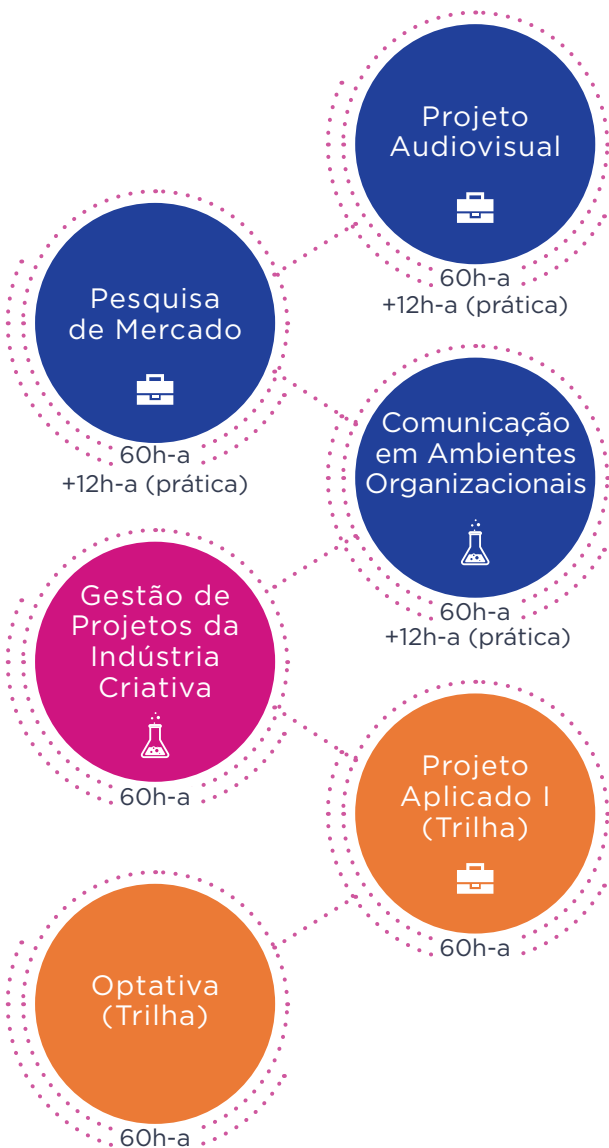 Projeto
Audiovisual
60h-a
+12h-a (prática)
Pesquisa
de Mercado
60h-a
+12h-a (prática)
Comunicação
em Ambientes
Organizacionais
60h-a
+12h-a (prática)
Gestão de
Projetos da
Indústria
Criativa
60h-a
Projeto
Aplicado I
(Trilha)
60h-a
Optativa
(Trilha)
60h-a